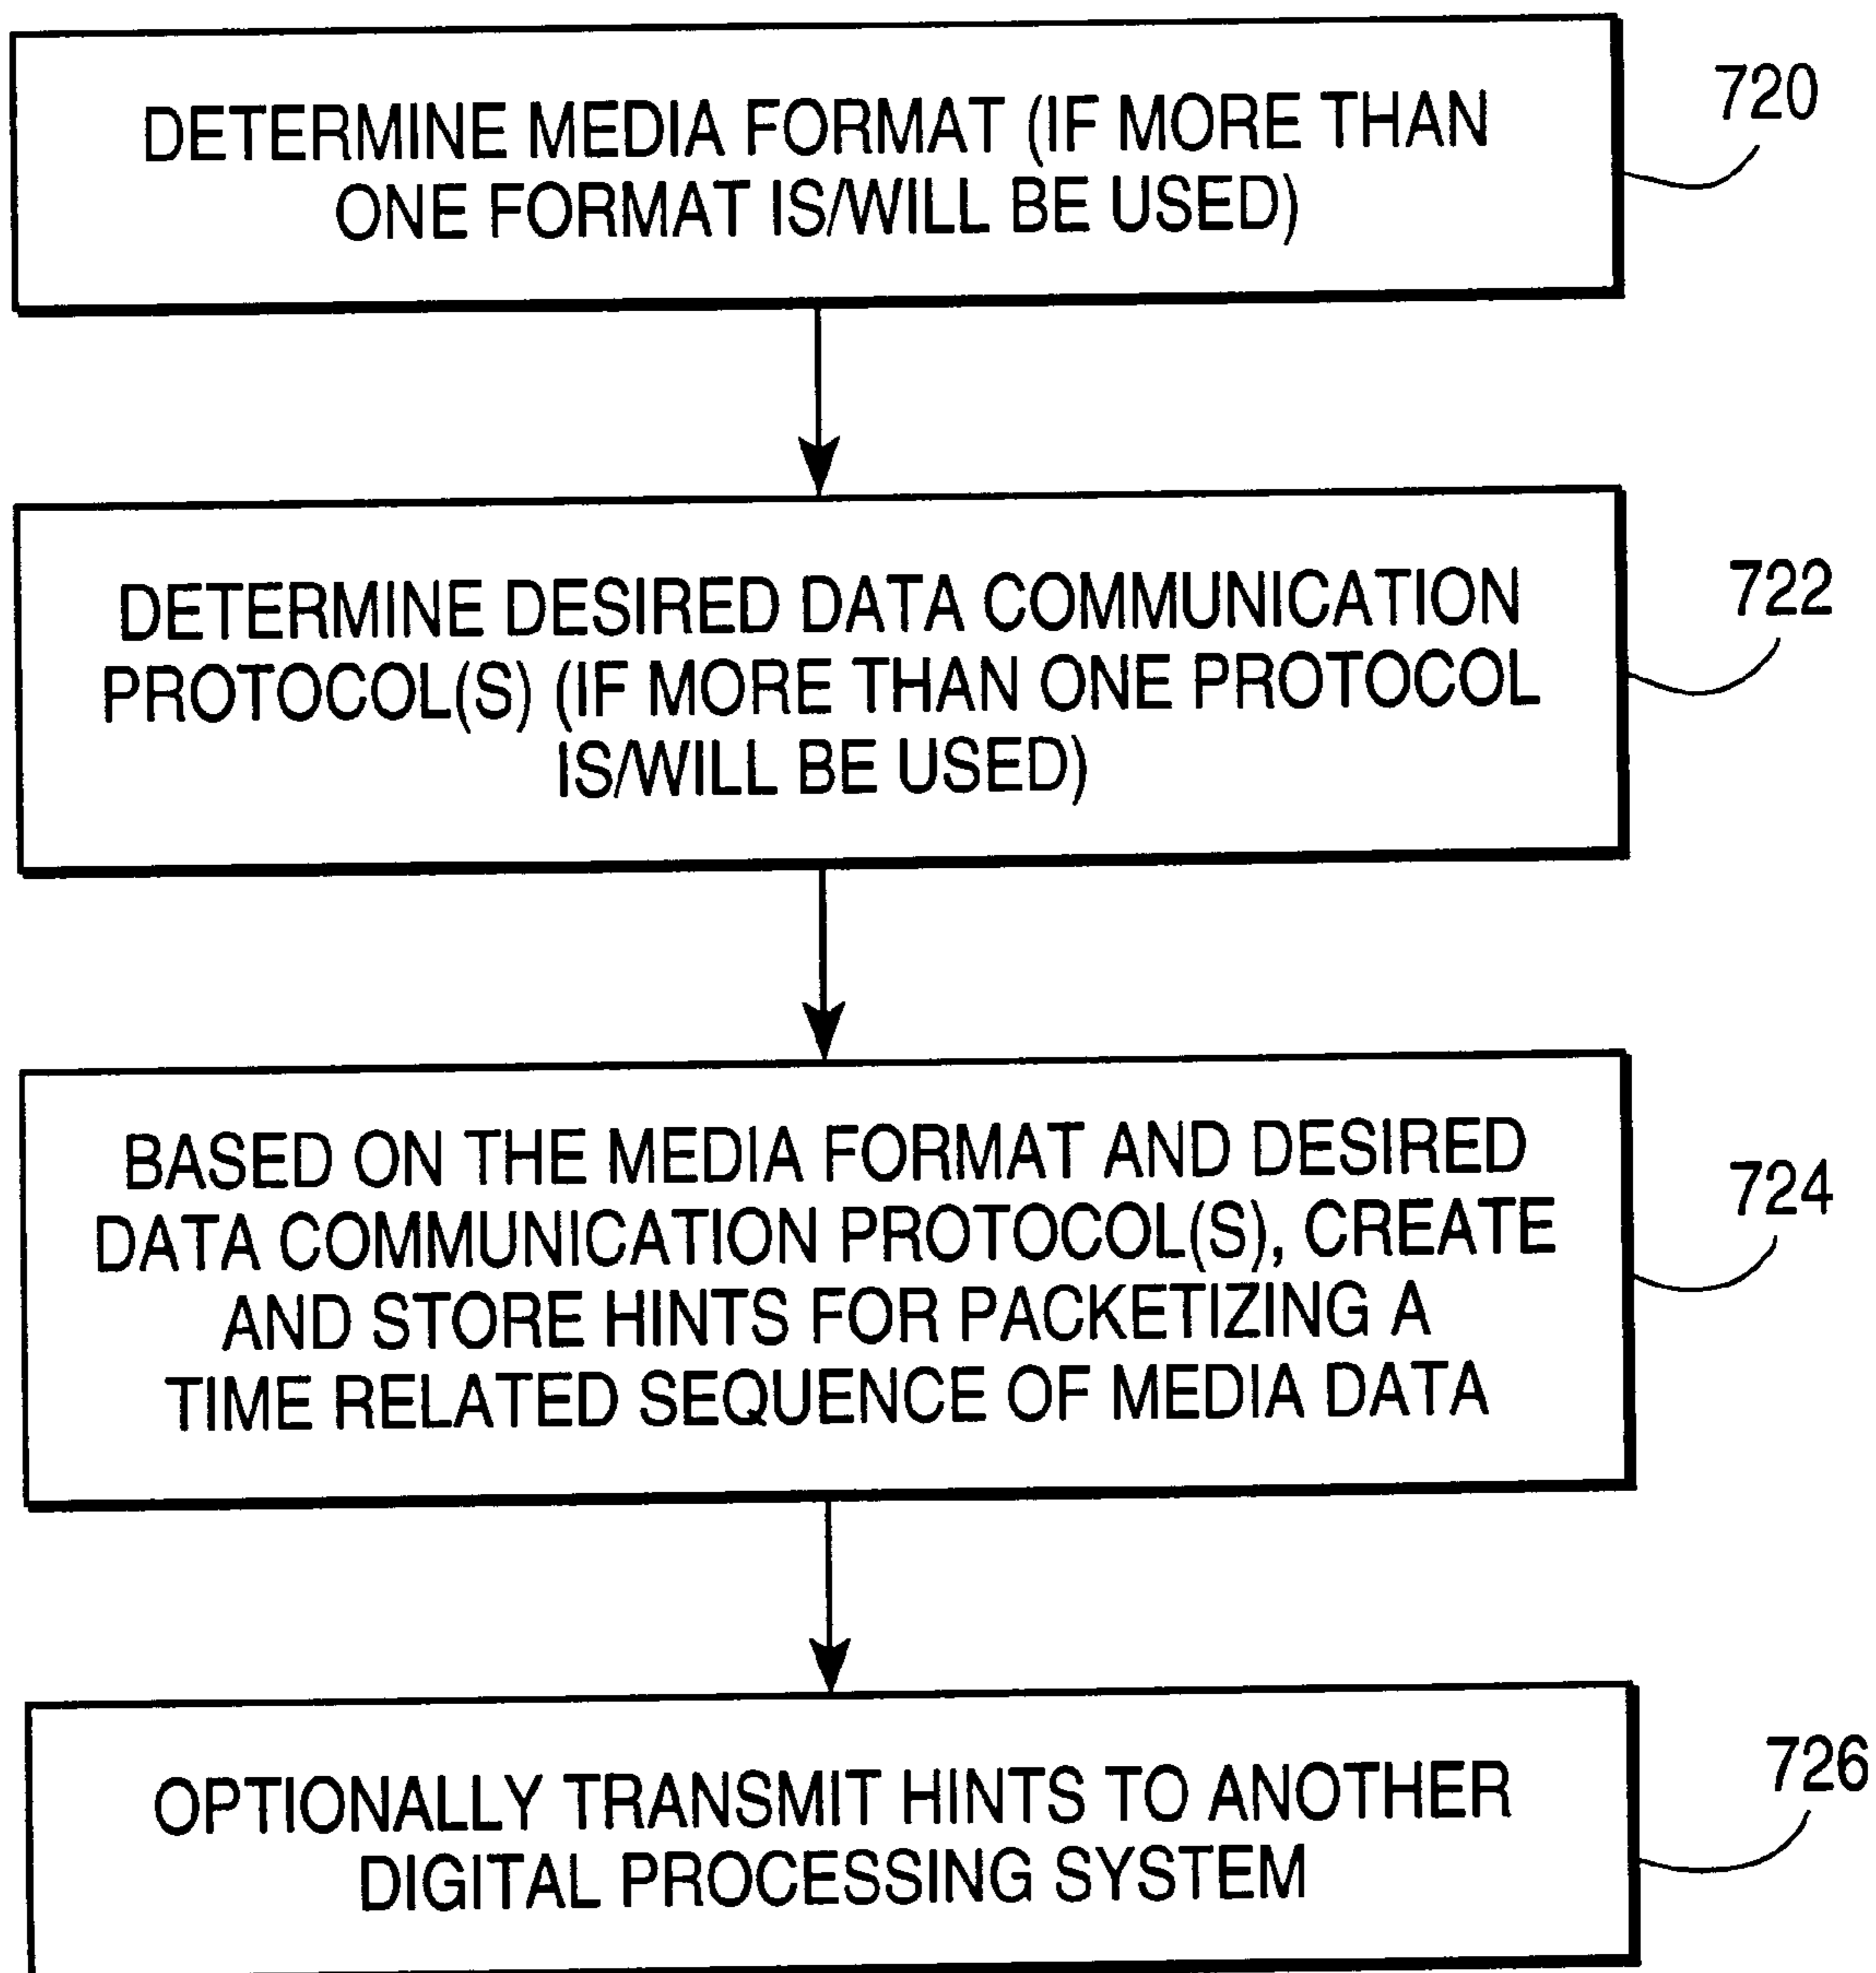 DETERMINE MEDIA FORMAT (IF MORE THAN
ONE FORMAT IS/WILL BE USED)
720
DETERMINE DESIRED DATA COMMUNICATION
PROTOCOL(S) (IF MORE THAN ONE PROTOCOL
IS/WILL BE USED)
722
BASED ON THE MEDIA FORMAT AND DESIRED
DATA COMMUNICATION PROTOCOL(S), CREATE
AND STORE HINTS FOR PACKETIZING A
TIME RELATED SEQUENCE OF MEDIA DATA
724
OPTIONALLY TRANSMIT HINTS TO ANOTHER
DIGITAL PROCESSING SYSTEM
726